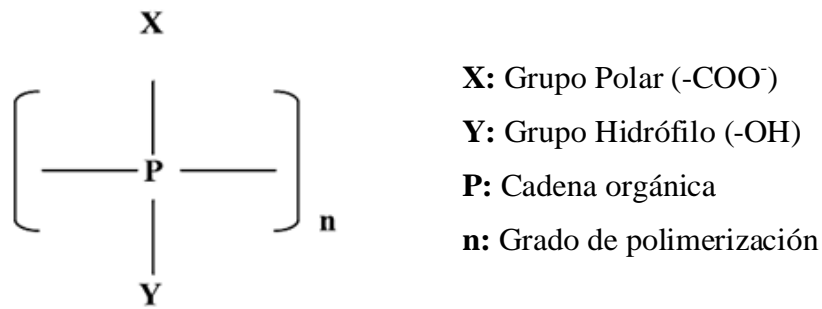 X
P
n
Y
X: Grupo Polar (-COO⁻)
Y: Grupo Hidrófilo (-OH)
P: Cadena orgánica
n: Grado de polimerización